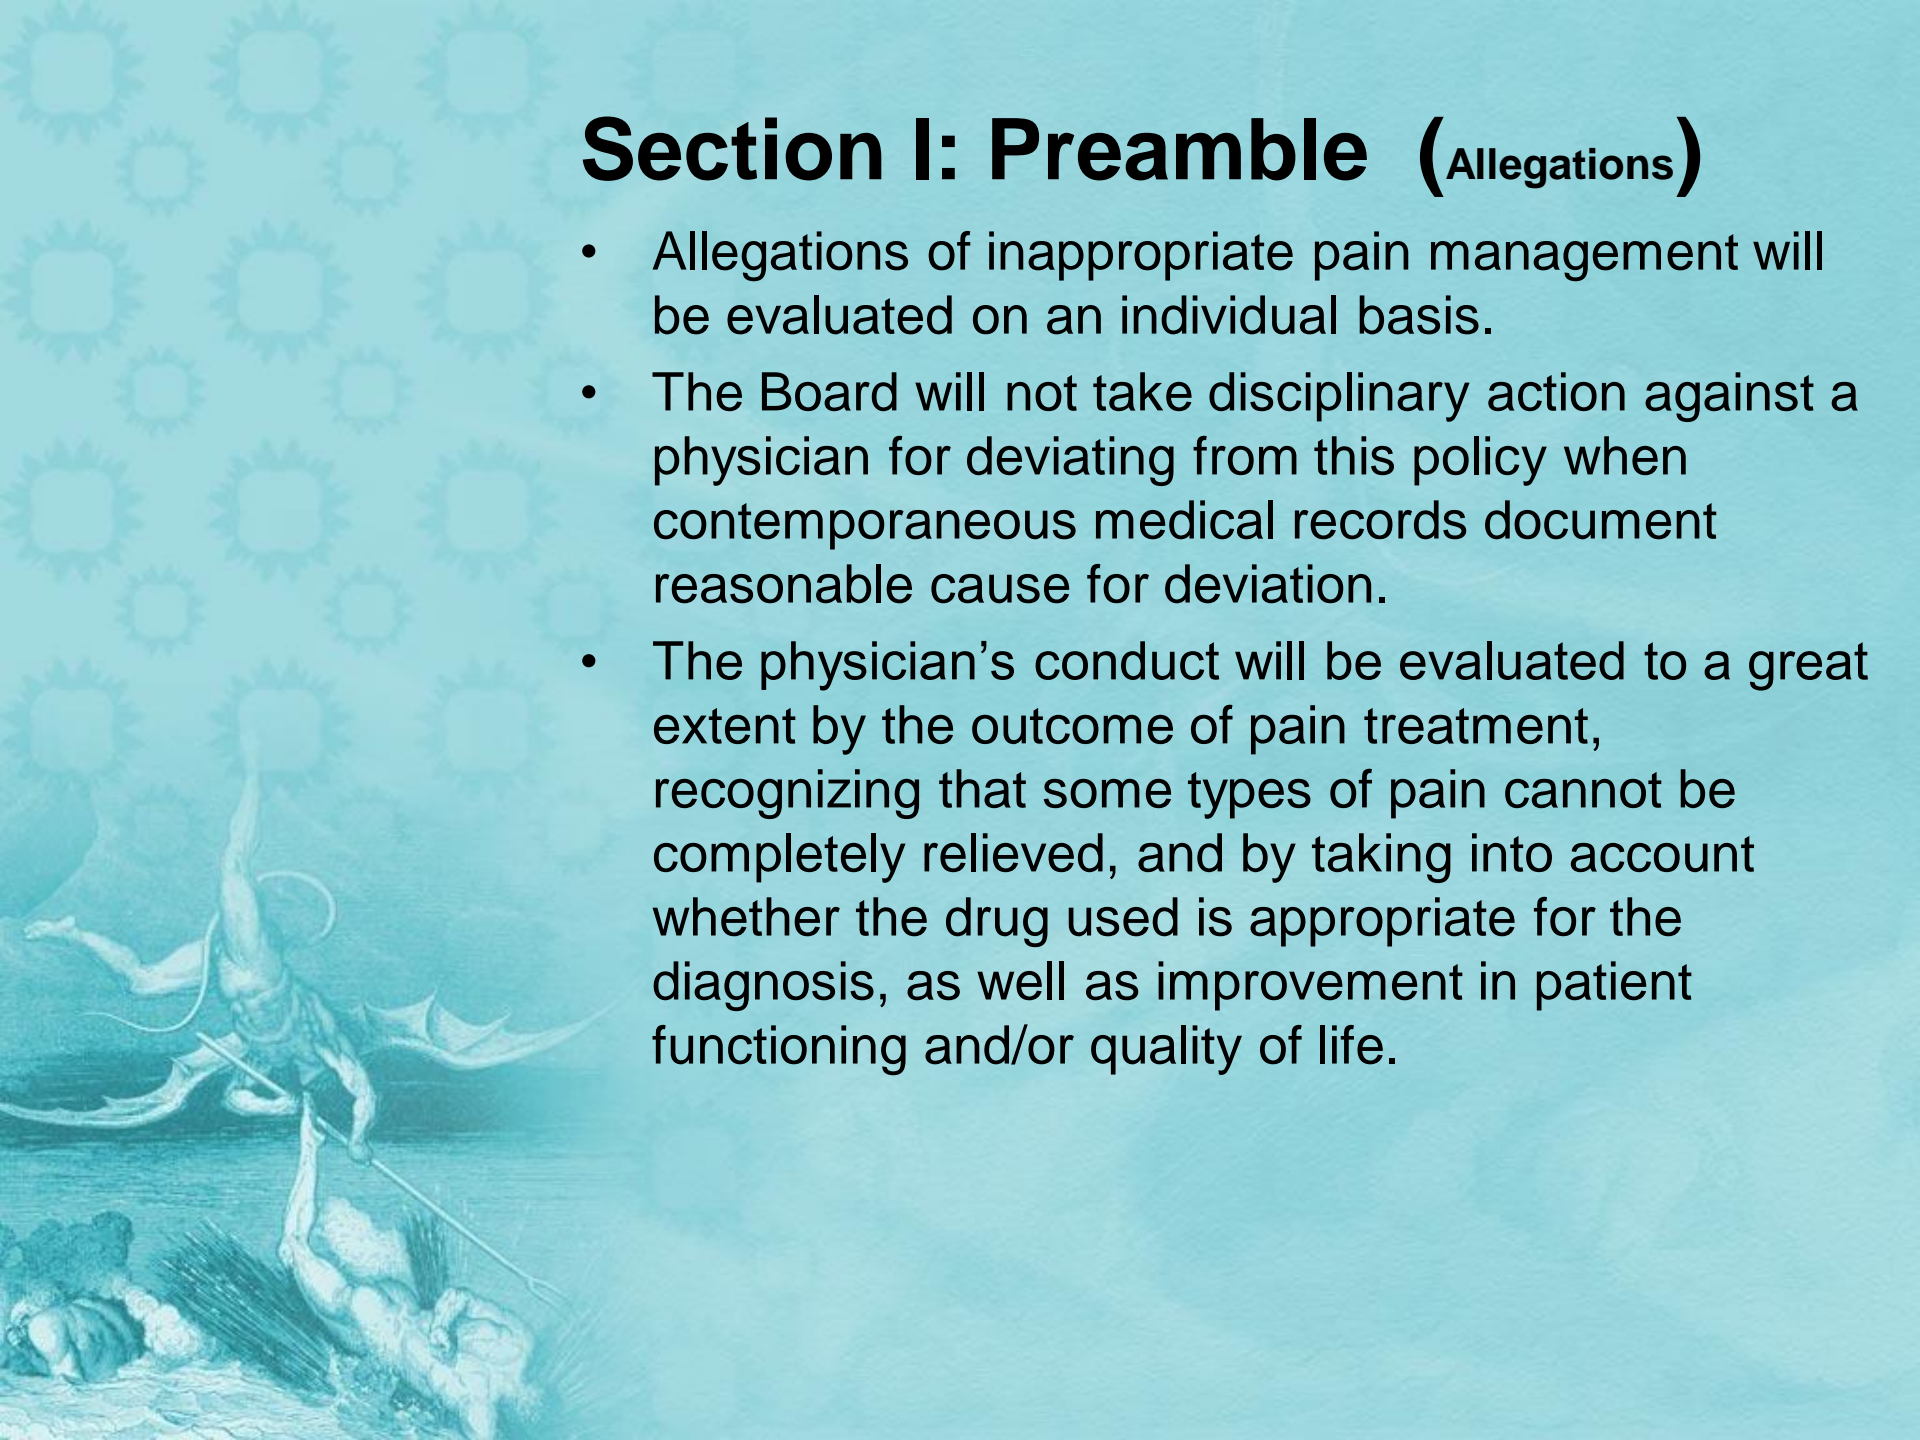 Section I: Preamble (Allegations)
• Allegations of inappropriate pain management will
be evaluated on an individual basis.
• The Board will not take disciplinary action against a
physician for deviating from this policy when
contemporaneous medical records document
reasonable cause for deviation.
• The physician’s conduct will be evaluated to a great
extent by the outcome of pain treatment,
recognizing that some types of pain cannot be
completely relieved, and by taking into account
whether the drug used is appropriate for the
diagnosis, as well as improvement in patient
functioning and/or quality of life.